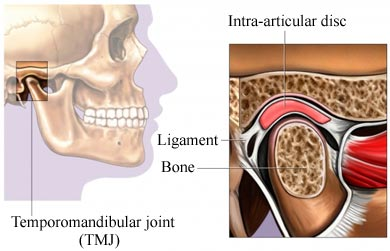 Intra-articular disc
Ligament
Bone
Temporomandibular joint
(TMJ)